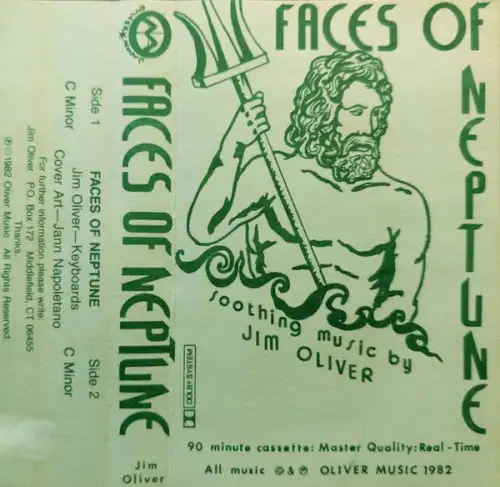 FACES OF
NEPTUNE
soothing music by
JIM OLIVER
90 minute cassette: Master Quality: Real-Time
All music © & ℗ OLIVER MUSIC 1982
FACES OF NEPTUNE
Jim
Oliver
DOLBY SYSTEM
FACES OF NEPTUNE
Side 1
Side 2
C Minor
Jim Oliver—Keyboards
C Minor
Cover Art—Jann Napoletano
For further information please write:
Jim Oliver P.O. Box 172 Middlefield, CT 06455
Thanks.
℗©1982 Oliver Music All Rights Reserved.